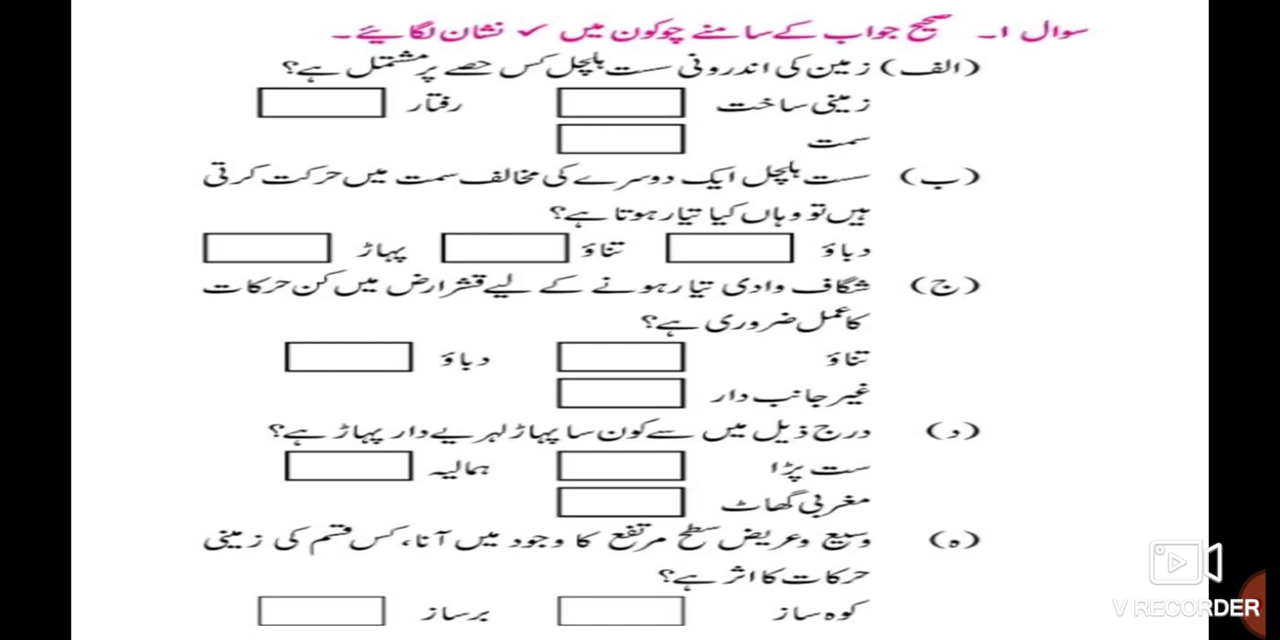 سوال ۱۔ صحیح جواب کے سامنے چوکون میں ✓ نشان لگائیے۔
(الف) زمین کی اندرونی سست ہلچل کس حصے پر مشتمل ہے؟
زمینی ساخت رفتار
سمت
(ب) سست ہلچل ایک دوسرے کی مخالف سمت میں حرکت کرتی
ہیں تو وہاں کیا تیار ہوتا ہے؟
دباؤ تناؤ پہاڑ
(ج) شگاف وادی تیار ہونے کے لیے قشر ارض میں کن حرکات
کا عمل ضروری ہے؟
تناؤ دباؤ
غیر جانب دار
(د) درج ذیل میں سے کون سا پہاڑ لہریے دار پہاڑ ہے؟
ست پڑا ہمالیہ
مغربی گھاٹ
(ہ) وسیع و عریض سطح مرتفع کا وجود میں آنا، کس قسم کی زمینی
حرکات کا اثر ہے؟
کوہ ساز برساز
V RECORDER